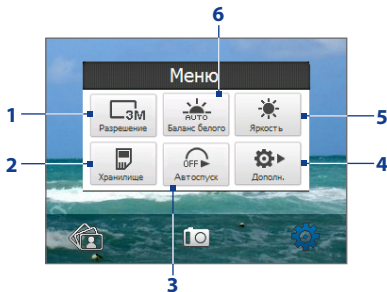 6
Меню
1
3M
AUTO
5
Разрешение
Баланс белого
Яркость
2
OFF
4
Хранилище
Автоспуск
Дополн.
3